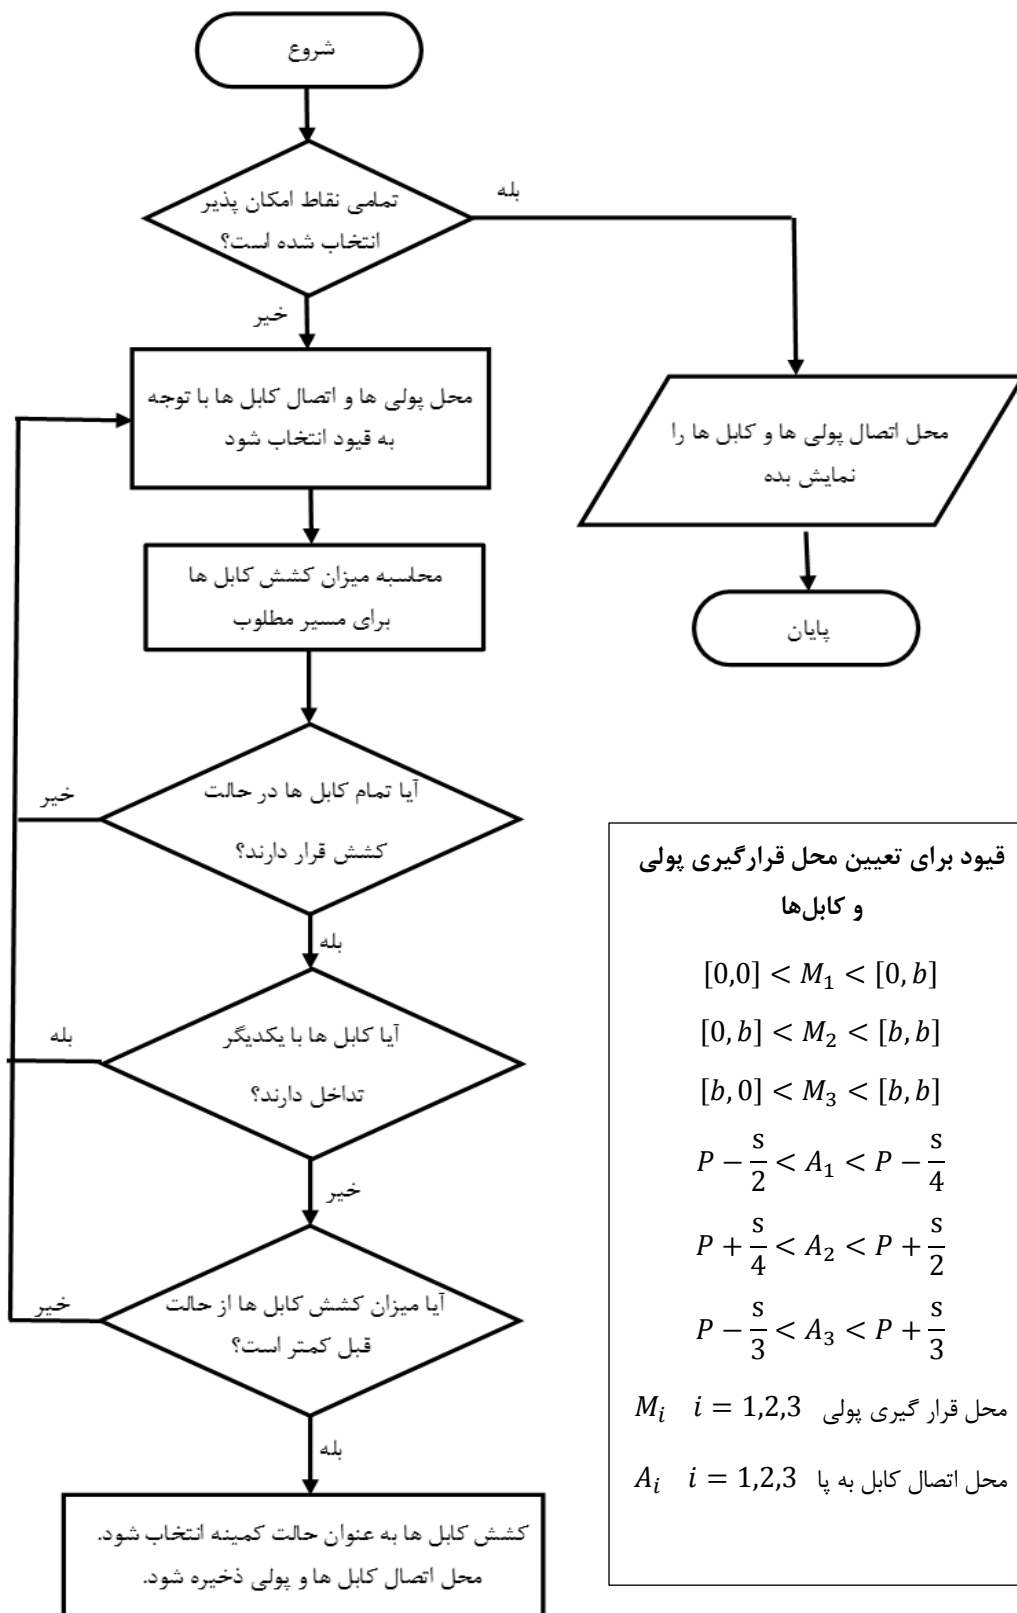 شروع
تمامی نقاط امکان پذیر
انتخاب شده است؟
بله
خیر
محل پولی ها و اتصال کابل ها با توجه
به قیود انتخاب شود
محل اتصال پولی ها و کابل ها را
نمایش بده
محاسبه میزان کشش کابل ها
برای مسیر مطلوب
پایان
آیا تمام کابل ها در حالت
کشش قرار دارند؟
خیر
بله
آیا کابل ها با یکدیگر
تداخل دارند؟
بله
خیر
آیا میزان کشش کابل ها از حالت
قبل کمتر است؟
خیر
بله
کشش کابل ها به عنوان حالت کمینه انتخاب شود.
محل اتصال کابل ها و پولی ذخیره شود.
قیود برای تعیین محل قرارگیری پولی
و کابل‌ها
[0,0] < M₁ < [0, b]
[0, b] < M₂ < [b, b]
[b, 0] < M₃ < [b, b]
P − s/2 < A₁ < P − s/4
P + s/4 < A₂ < P + s/2
P − s/3 < A₃ < P + s/3
محل قرار گیری پولی Mᵢ i = 1,2,3
محل اتصال کابل به پا Aᵢ i = 1,2,3